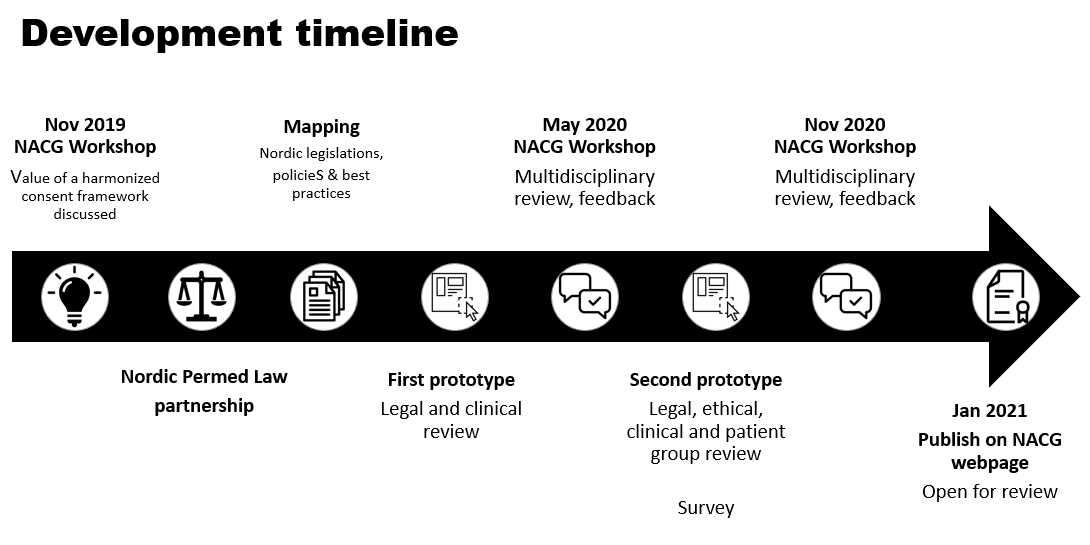 Development timeline
Nov 2019
NACG Workshop
Value of a harmonized
consent framework
discussed
Mapping
Nordic legislations,
policieS & best
practices
May 2020
NACG Workshop
Multidisciplinary
review, feedback
Nov 2020
NACG Workshop
Multidisciplinary
review, feedback
Nordic Permed Law
partnership
First prototype
Legal and clinical
review
Second prototype
Legal, ethical,
clinical and patient
group review
Survey
Jan 2021
Publish on NACG
webpage
Open for review